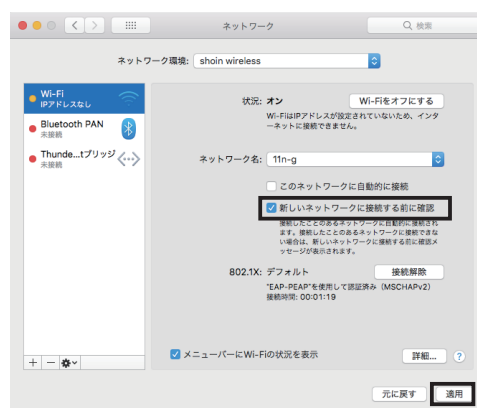 ネットワーク
検索
ネットワーク環境: shoin wireless
Wi-Fi
IPアドレスなし
Bluetooth PAN
未接続
Thunde...tブリッジ
未接続
状況: オン
Wi-Fiをオフにする
Wi-FiはIPアドレスが設定されていないため、インタ
ーネットに接続できません。
ネットワーク名: 11n-g
このネットワークに自動的に接続
新しいネットワークに接続する前に確認
接続したことのあるネットワークに自動的に接続され
ます。接続したことのあるネットワークに接続できな
い場合は、新しいネットワークに接続する前に確認メ
ッセージが表示されます。
802.1X: デフォルト
接続解除
"EAP-PEAP"を使用して認証済み（MSCHAPv2）
接続時間: 00:01:19
メニューバーにWi-Fiの状況を表示
詳細...
?
元に戻す
適用